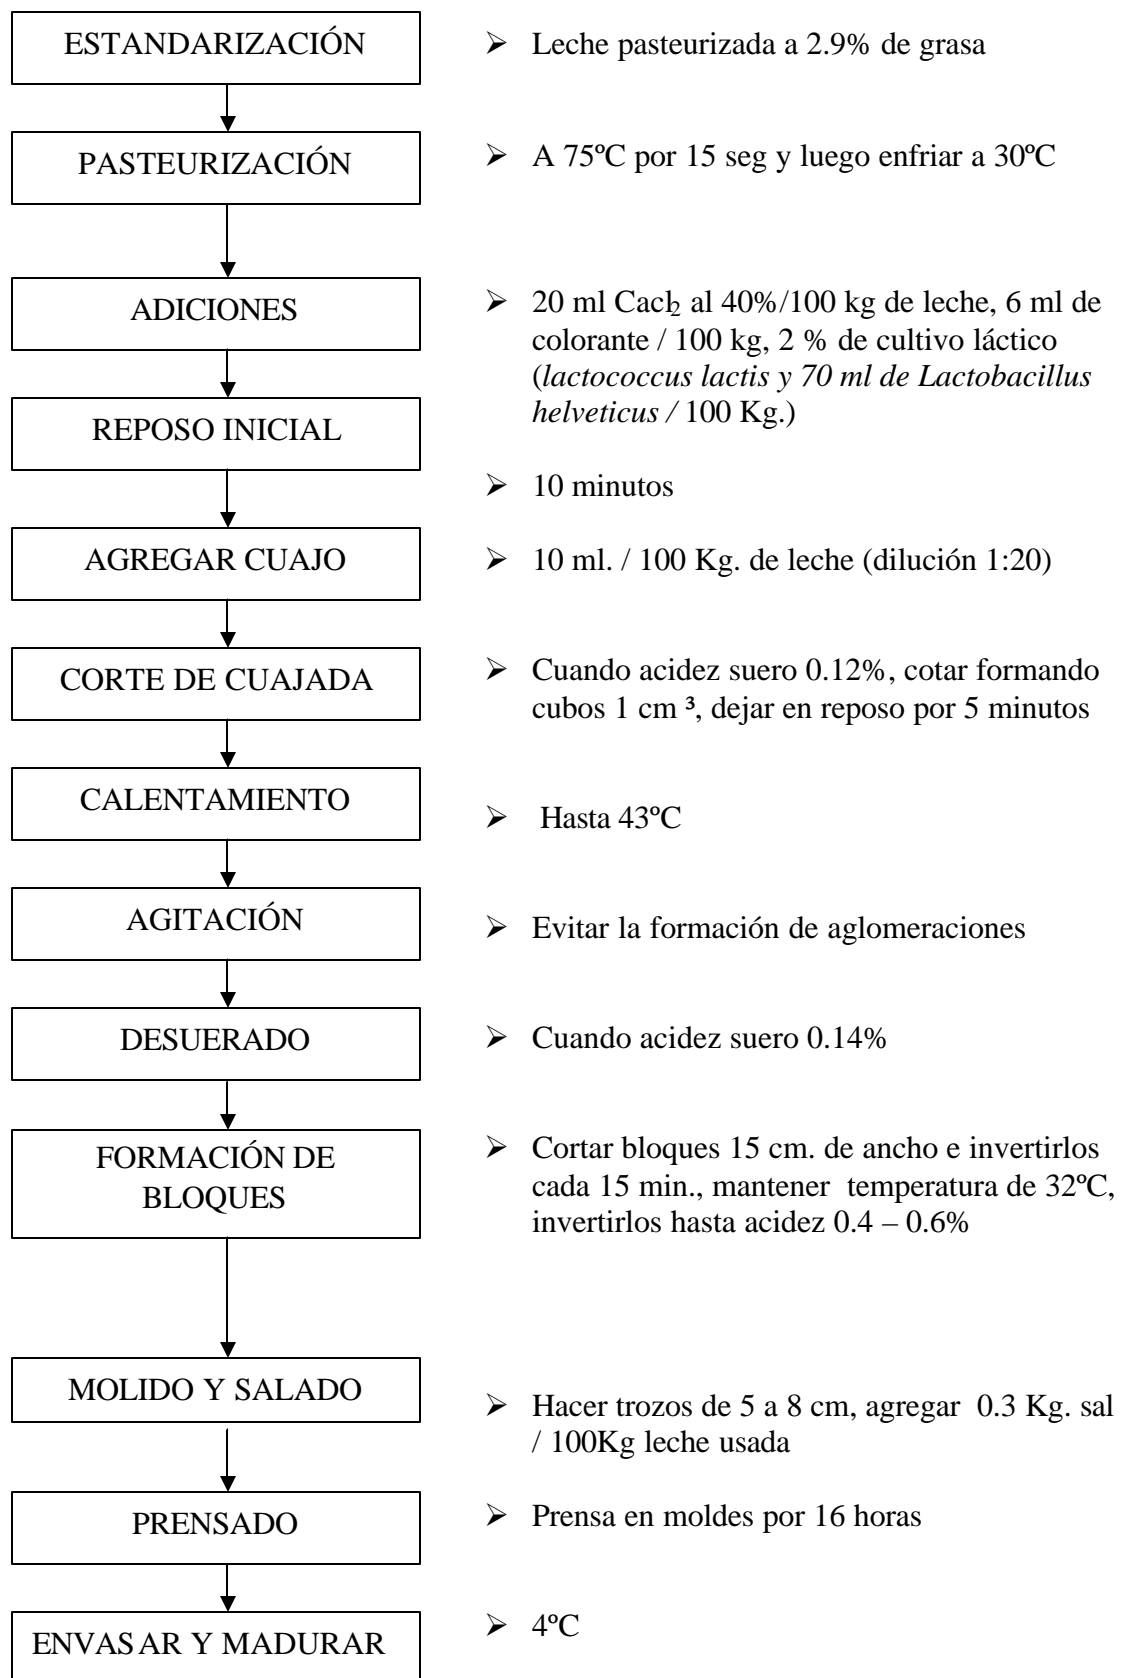 ESTANDARIZACIÓN
➢ Leche pasteurizada a 2.9% de grasa
PASTEURIZACIÓN
➢ A 75ºC por 15 seg y luego enfriar a 30ºC
ADICIONES
➢ 20 ml Cacl₂ al 40%/100 kg de leche, 6 ml de
colorante / 100 kg, 2 % de cultivo láctico
(lactococcus lactis y 70 ml de Lactobacillus
helveticus / 100 Kg.)
REPOSO INICIAL
➢ 10 minutos
AGREGAR CUAJO
➢ 10 ml. / 100 Kg. de leche (dilución 1:20)
CORTE DE CUAJADA
➢ Cuando acidez suero 0.12%, cotar formando
cubos 1 cm ³, dejar en reposo por 5 minutos
CALENTAMIENTO
➢ Hasta 43ºC
AGITACIÓN
➢ Evitar la formación de aglomeraciones
DESUERADO
➢ Cuando acidez suero 0.14%
FORMACIÓN DE
BLOQUES
➢ Cortar bloques 15 cm. de ancho e invertirlos
cada 15 min., mantener temperatura de 32ºC,
invertirlos hasta acidez 0.4 – 0.6%
MOLIDO Y SALADO
➢ Hacer trozos de 5 a 8 cm, agregar 0.3 Kg. sal
/ 100Kg leche usada
PRENSADO
➢ Prensa en moldes por 16 horas
ENVASAR Y MADURAR
➢ 4ºC